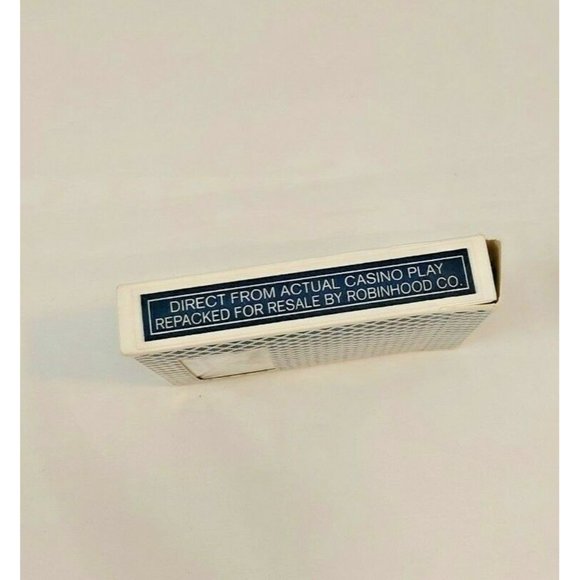 DIRECT FROM ACTUAL CASINO PLAY
REPACKED FOR RESALE BY ROBINHOOD CO.